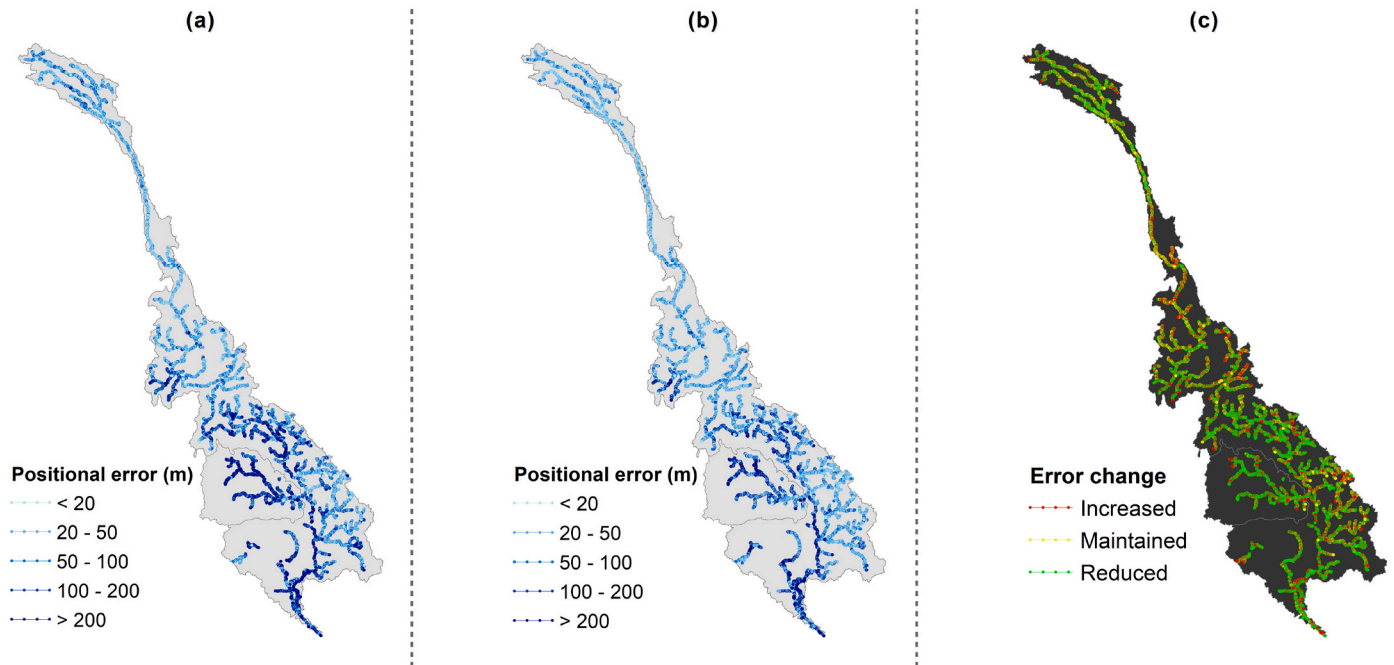 (a)
(b)
(c)
Positional error (m)
< 20
20 - 50
50 - 100
100 - 200
> 200
Positional error (m)
< 20
20 - 50
50 - 100
100 - 200
> 200
Error change
Increased
Maintained
Reduced